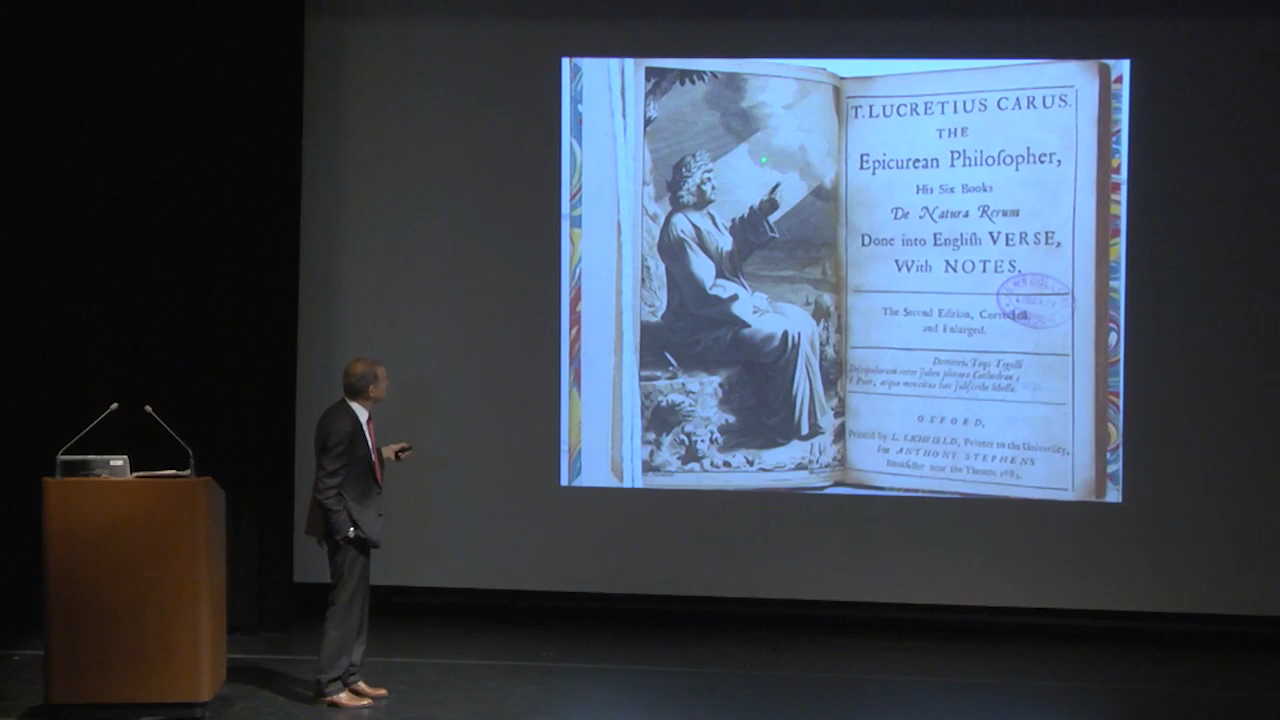 T. LUCRETIUS CARUS.
THE
Epicurean Philoſopher,
His Six Books
De Natura Rerum
Done into Engliſh VERSE,
With NOTES.
The Second Edition, Corrected,
and Enlarged.
OXFORD,
Printed by L. LICHFIELD, Printer to the University,
For ANTHONY STEPHENS
Bookſeller near the Theatre